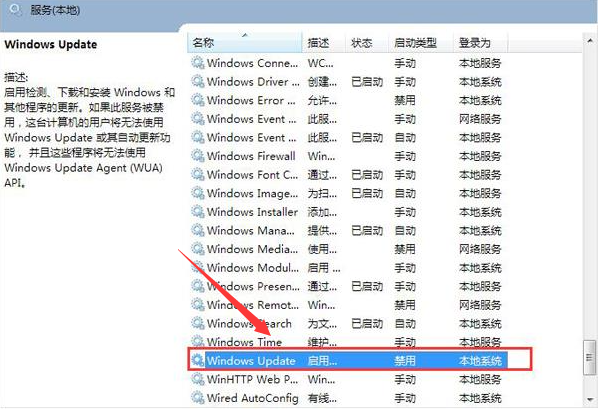 服务(本地)
Windows Update
描述:
启用检测、下载和安装 Windows 和
其他程序的更新。如果此服务被禁
用，这台计算机的用户将无法使用
Windows Update 或其自动更新功
能，并且这些程序将无法使用
Windows Update Agent (WUA)
API。
名称 描述 状态 启动类型 登录为
Windows Conne... WC... 手动 本地服务
Windows Driver ... 创建... 已启动 自动 本地系统
Windows Error ... 允许... 禁用 本地系统
Windows Event ... 此服... 手动 网络服务
Windows Event ... 此服... 已启动 自动 本地服务
Windows Firewall Win... 手动 本地服务
Windows Font C... 通过... 已启动 自动 本地服务
Windows Image... 为扫... 已启动 自动 本地服务
Windows Installer 添加... 手动 本地系统
Windows Mana... 提供... 已启动 自动 本地系统
Windows Media... 使用... 禁用 网络服务
Windows Modul... 启用 ... 手动 本地系统
Windows Presen... 通过... 已启动 手动 本地服务
Windows Remot... Win... 禁用 网络服务
Windows Search 为文... 已启动 自动 本地系统
Windows Time 维护... 手动 本地服务
Windows Update 启用... 禁用 本地系统
WinHTTP Web P... Win... 手动 本地服务
Wired AutoConfig 有线... 手动 本地系统